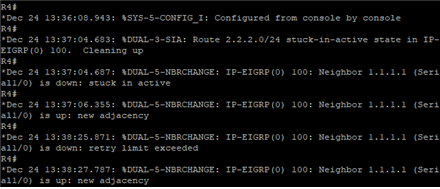 R4#
*Dec 24 13:36:08.943: %SYS-5-CONFIG_I: Configured from console by console
R4#
*Dec 24 13:37:04.683: %DUAL-3-SIA: Route 2.2.2.0/24 stuck-in-active state in IP-
EIGRP(0) 100.  Cleaning up
R4#
*Dec 24 13:37:04.687: %DUAL-5-NBRCHANGE: IP-EIGRP(0) 100: Neighbor 1.1.1.1 (Seri
al1/0) is down: stuck in active
R4#
*Dec 24 13:37:06.355: %DUAL-5-NBRCHANGE: IP-EIGRP(0) 100: Neighbor 1.1.1.1 (Seri
al1/0) is up: new adjacency
R4#
*Dec 24 13:38:25.871: %DUAL-5-NBRCHANGE: IP-EIGRP(0) 100: Neighbor 1.1.1.1 (Seri
al1/0) is down: retry limit exceeded
R4#
*Dec 24 13:38:27.787: %DUAL-5-NBRCHANGE: IP-EIGRP(0) 100: Neighbor 1.1.1.1 (Seri
al1/0) is up: new adjacency